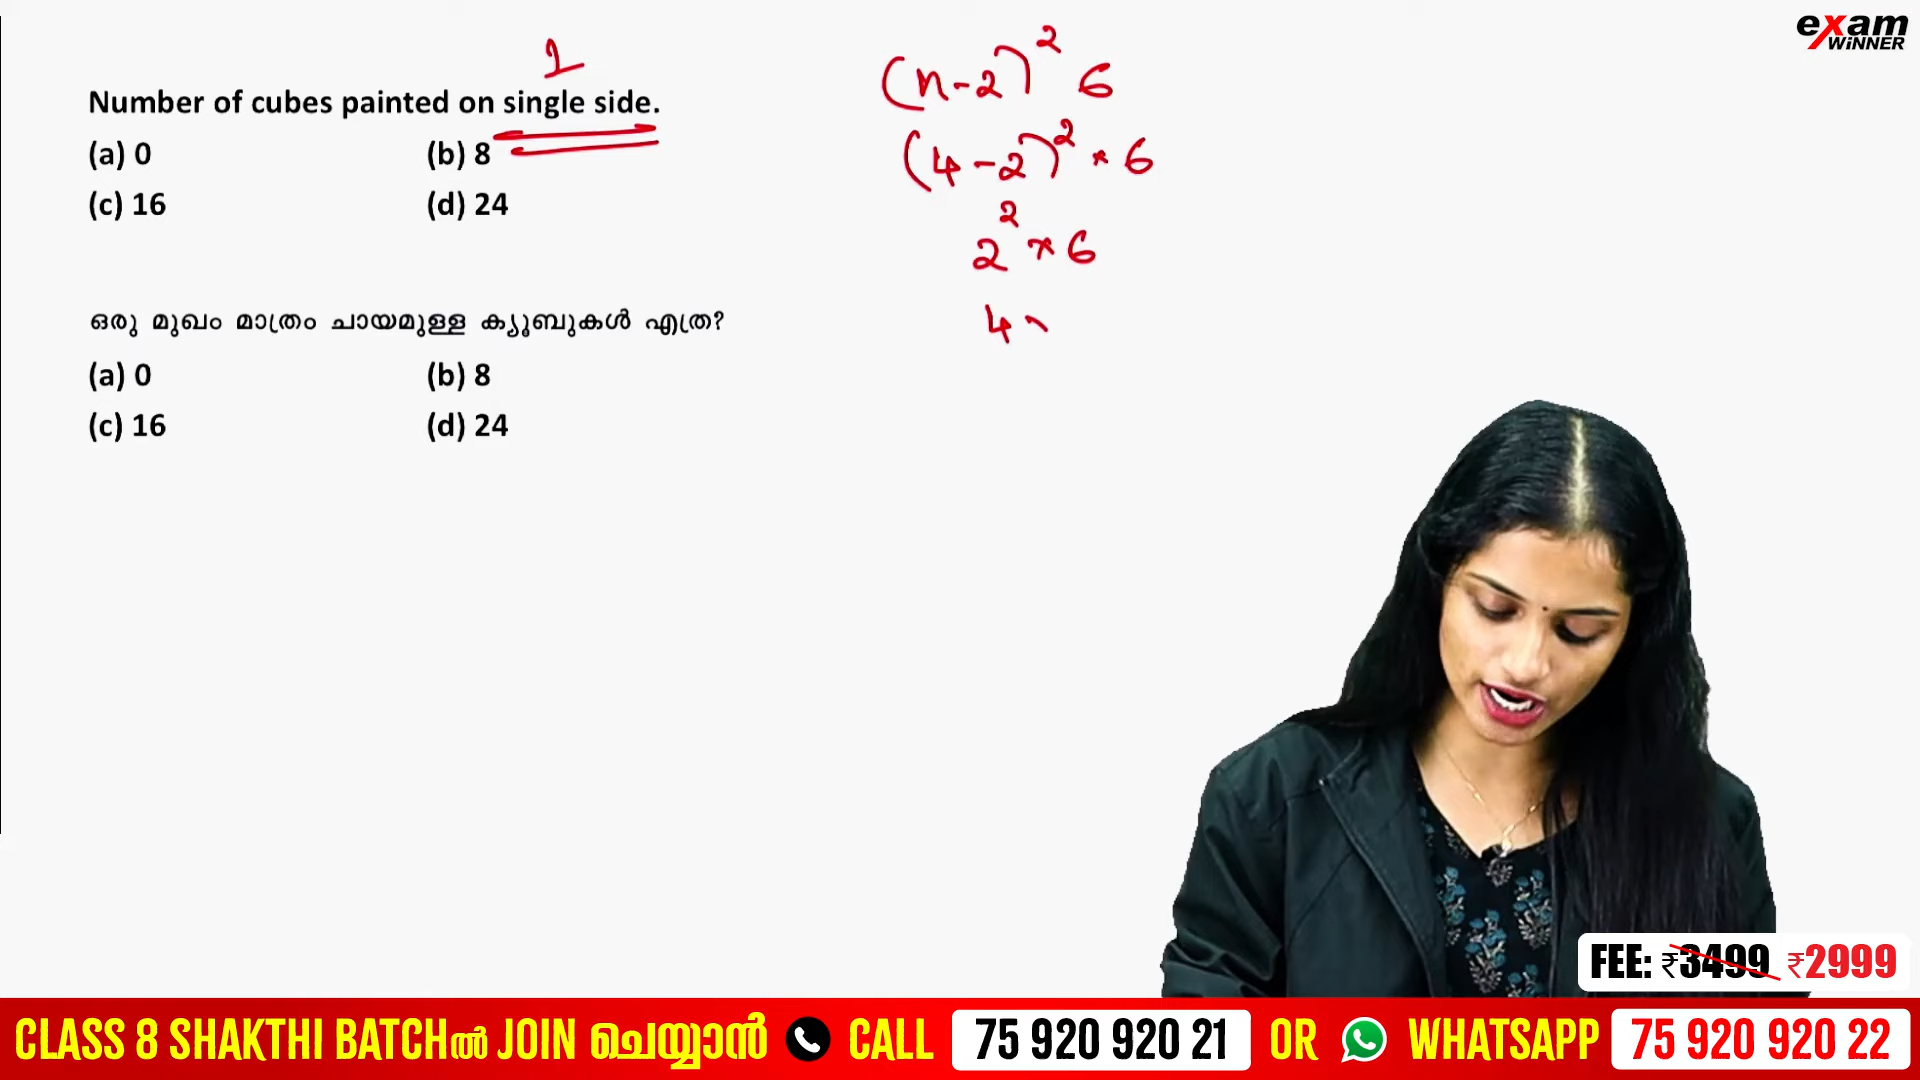 exam
WiNNER
1
Number of cubes painted on single side.
(a) 0 (b) 8
(c) 16 (d) 24
ഒരു മുഖം മാത്രം ചായമുള്ള ക്യൂബുകൾ എത്ര?
(a) 0 (b) 8
(c) 16 (d) 24
(n-2)² 6
(4-2)² * 6
2² * 6
4
FEE: ₹3499 ₹2999
CLASS 8 SHAKTHI BATCHൽ JOIN ചെയ്യാൻ CALL 75 920 920 21 OR WHATSAPP 75 920 920 22